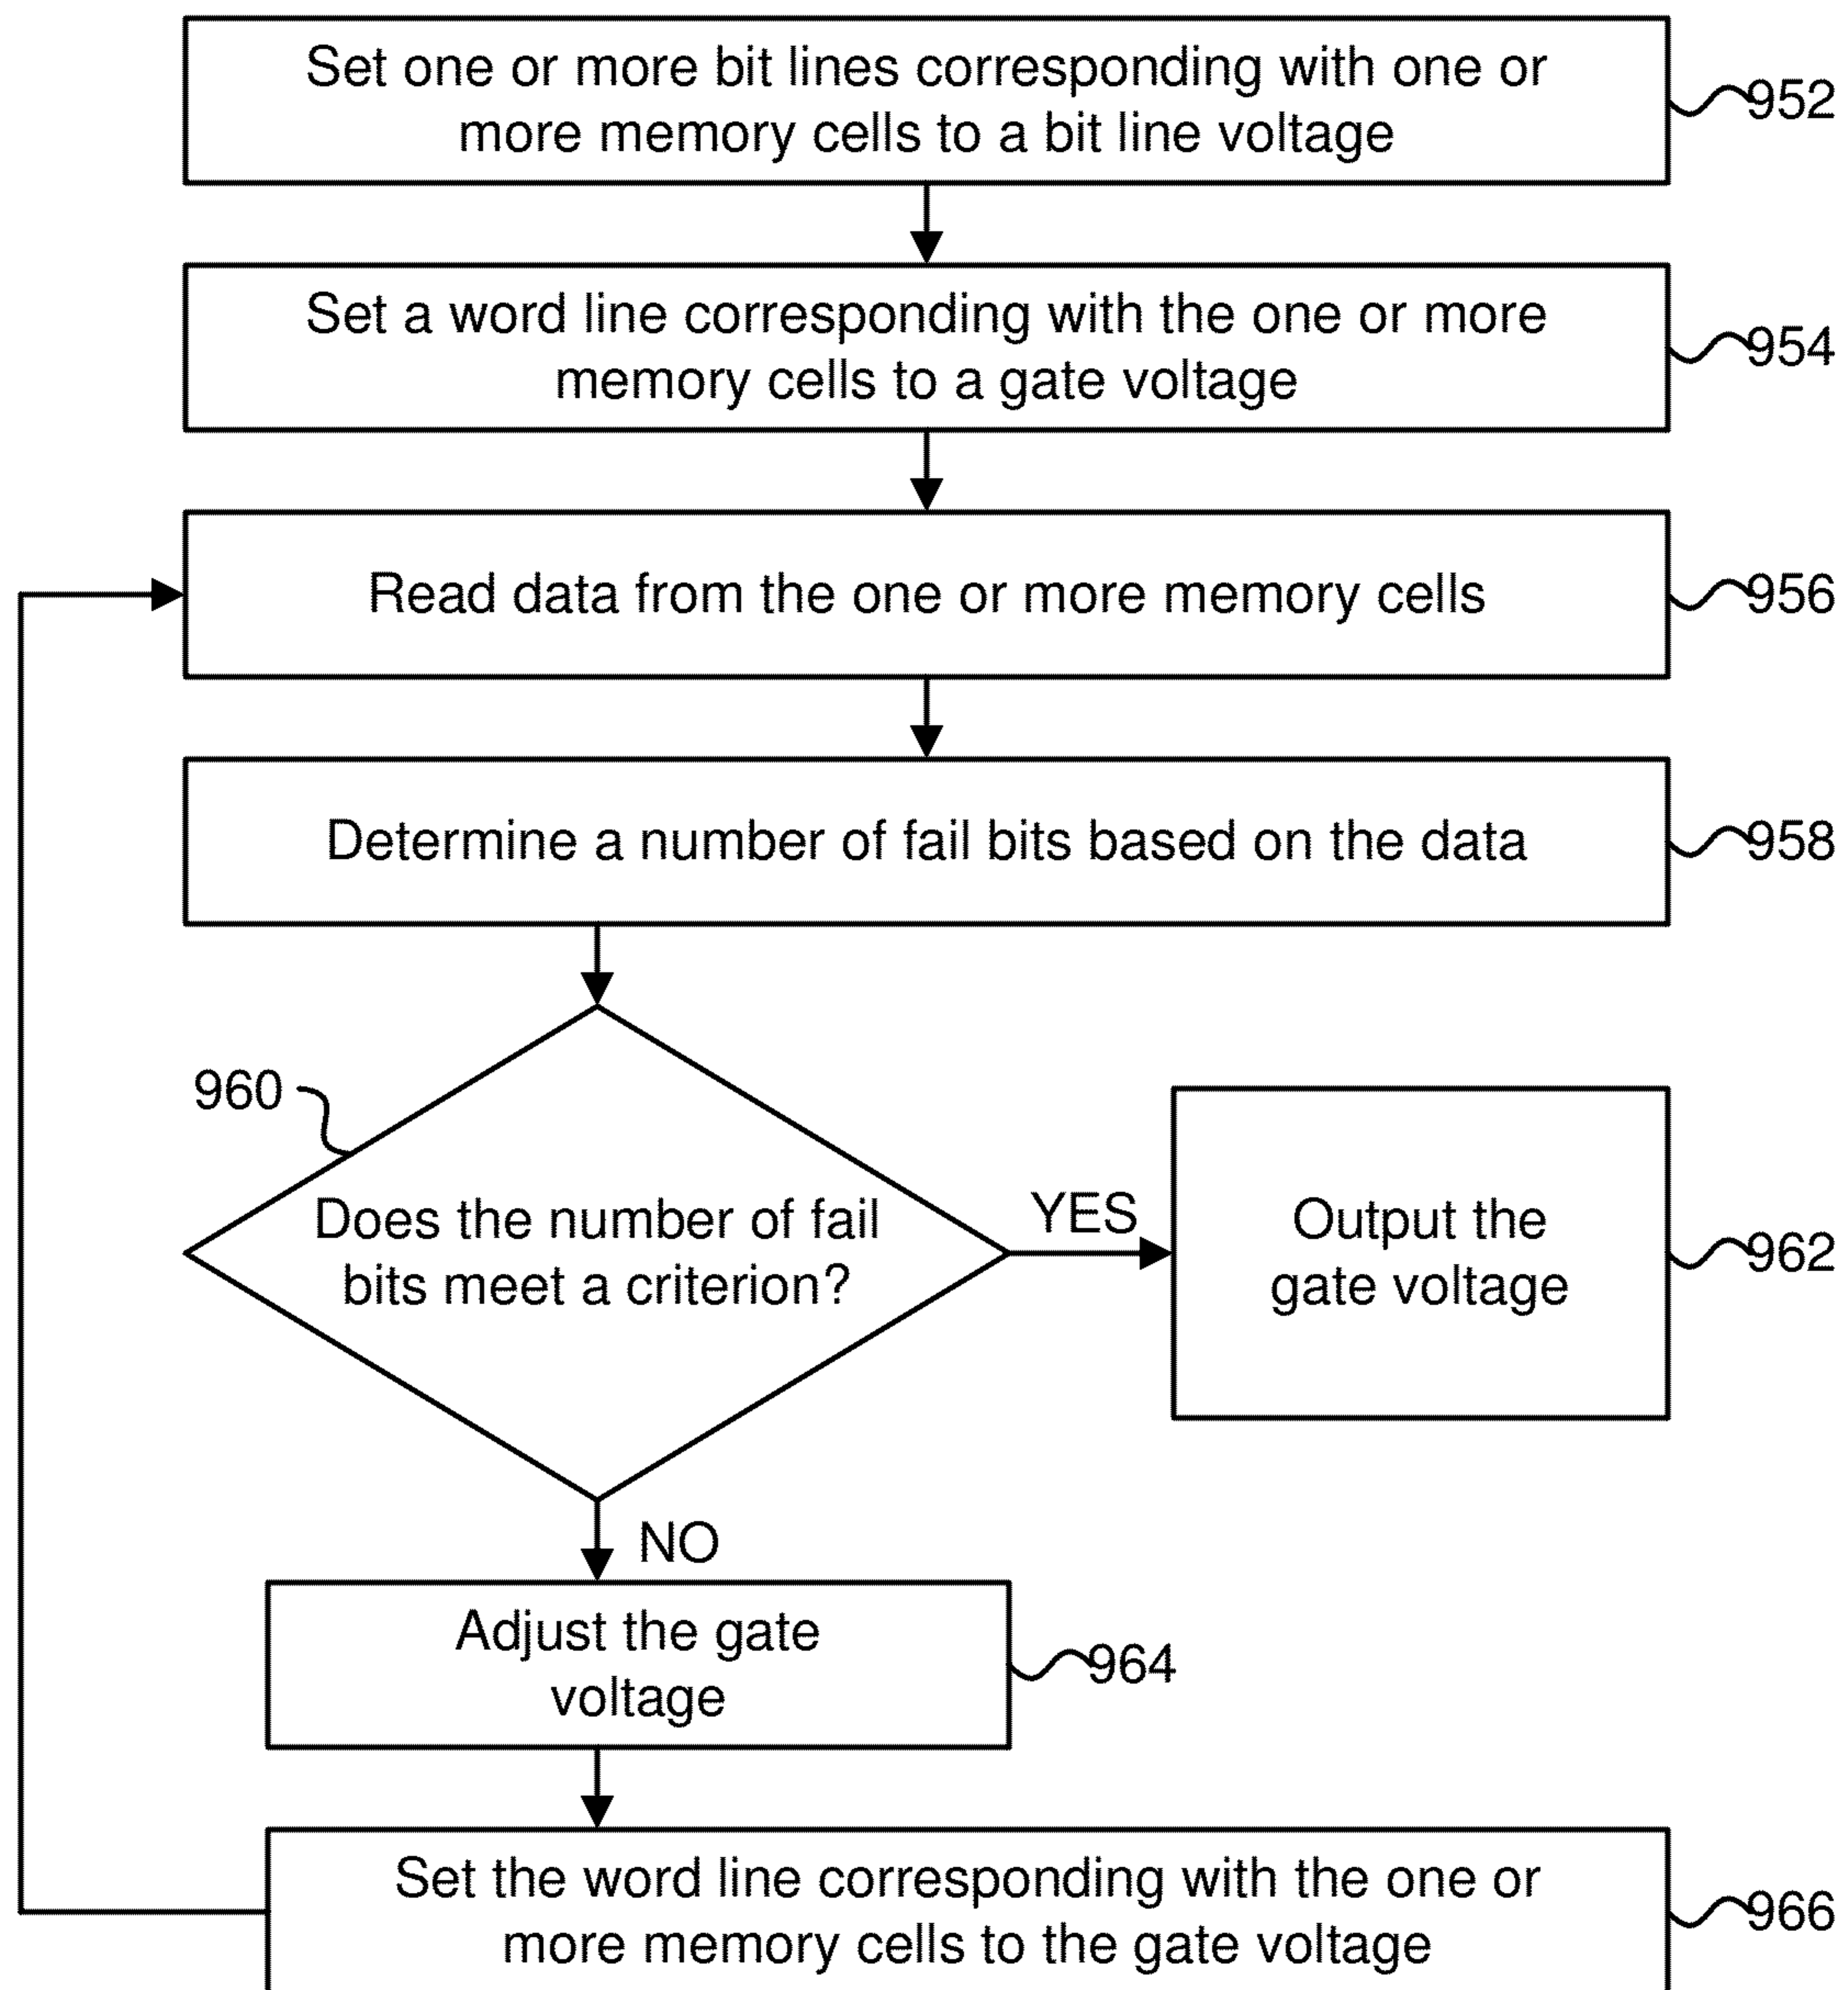 Set one or more bit lines corresponding with one or
more memory cells to a bit line voltage
952
Set a word line corresponding with the one or more
memory cells to a gate voltage
954
Read data from the one or more memory cells
956
Determine a number of fail bits based on the data
958
960
Does the number of fail
bits meet a criterion?
YES
Output the
gate voltage
962
NO
Adjust the gate
voltage
964
Set the word line corresponding with the one or
more memory cells to the gate voltage
966